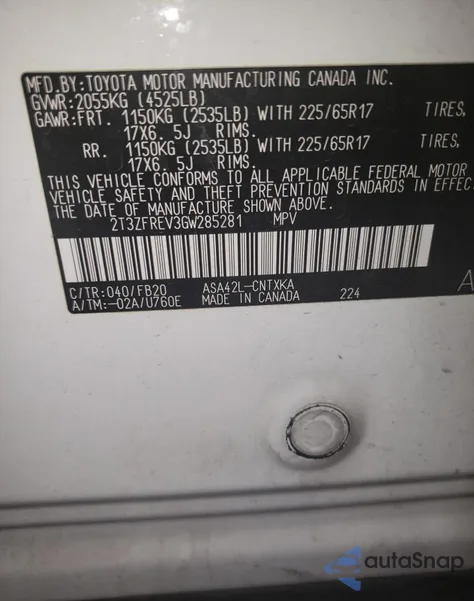 MFD.BY:TOYOTA MOTOR MANUFACTURING CANADA INC.
GVWR:2055KG (4525LB)
GAWR:FRT. 1150KG (2535LB) WITH 225/65R17 TIRES,
17X6. 5J RIMS.
RR. 1150KG (2535LB) WITH 225/65R17 TIRES,
17X6. 5J RIMS.
THIS VEHICLE CONFORMS TO ALL APPLICABLE FEDERAL MOTOR
VEHICLE SAFETY AND THEFT PREVENTION STANDARDS IN EFFEC
THE DATE OF MANUFACTURE SHOWN ABOVE.
2T3ZFREV3GW285281 MPV
C/TR:040/FB20 ASA42L-CNTXKA 224
A/TM:-02A/U760E MADE IN CANADA
A
autoSnap